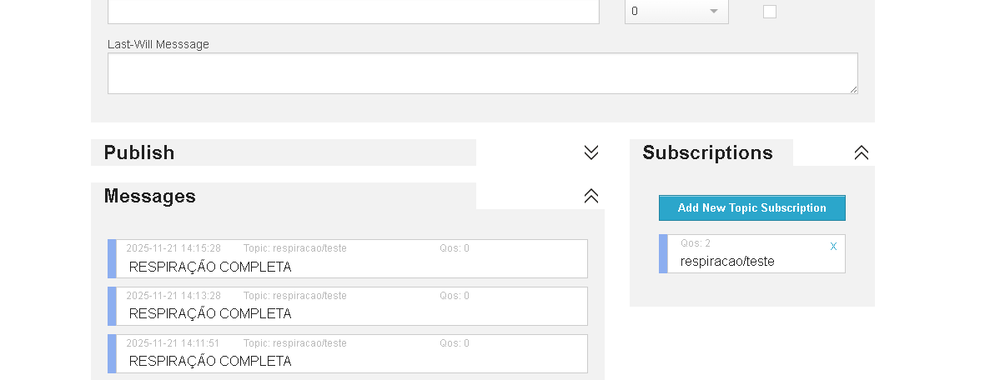 0
Last-Will Messsage
Publish
Subscriptions
Messages
Add New Topic Subscription
2025-11-21 14:15:28 Topic: respiracao/teste Qos: 0
RESPIRAÇÃO COMPLETA
Qos: 2 x
respiracao/teste
2025-11-21 14:13:28 Topic: respiracao/teste Qos: 0
RESPIRAÇÃO COMPLETA
2025-11-21 14:11:51 Topic: respiracao/teste Qos: 0
RESPIRAÇÃO COMPLETA